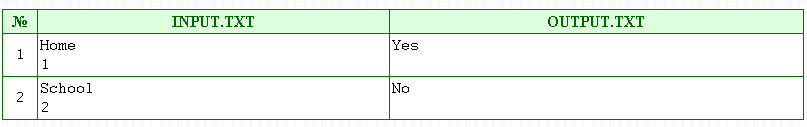 № INPUT.TXT OUTPUT.TXT
1 Home Yes
1
2 School No
2